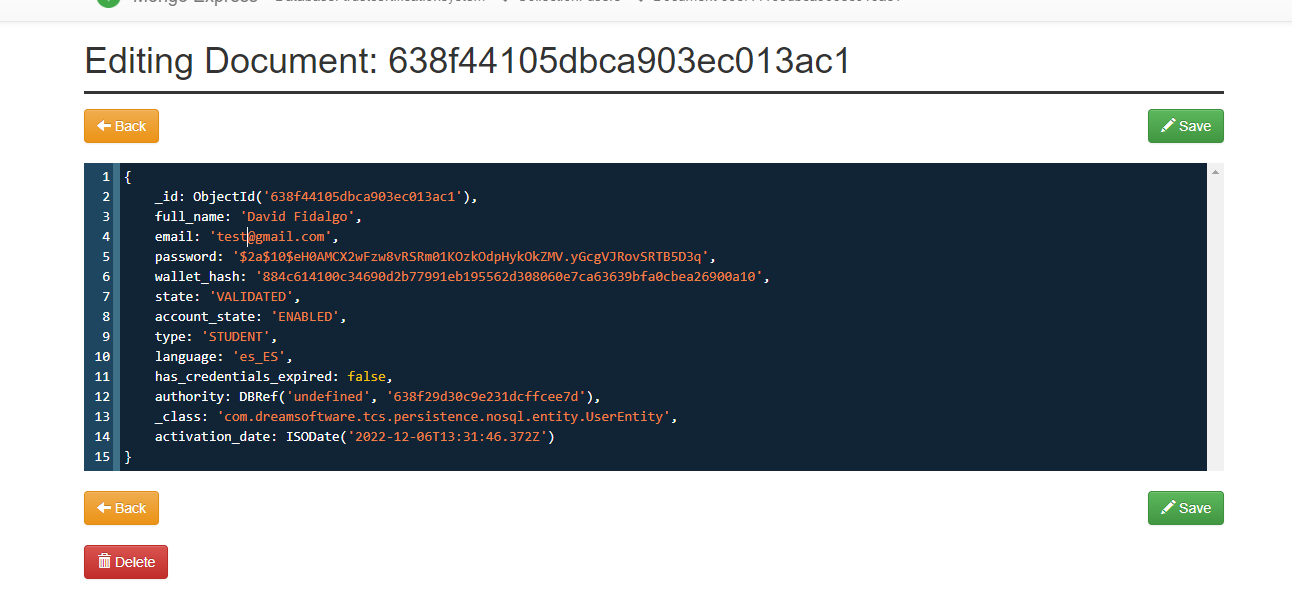 Editing Document: 638f44105dbca903ec013ac1
Back
Save
1 {
2 _id: ObjectId('638f44105dbca903ec013ac1'),
3 full_name: 'David Fidalgo',
4 email: 'test@gmail.com',
5 password: '$2a$10$eH0AMCX2wFzw8vRSRm01KOzkOdpHykOkZMV.yGcgVJRovSRTB5D3q',
6 wallet_hash: '884c614100c34690d2b77991eb195562d308060e7ca63639bfa0cbea26900a10',
7 state: 'VALIDATED',
8 account_state: 'ENABLED',
9 type: 'STUDENT',
10 language: 'es_ES',
11 has_credentials_expired: false,
12 authority: DBRef('undefined', '638f29d30c9e231dcffcee7d'),
13 _class: 'com.dreamsoftware.tcs.persistence.nosql.entity.UserEntity',
14 activation_date: ISODate('2022-12-06T13:31:46.372Z')
15 }
Back
Save
Delete